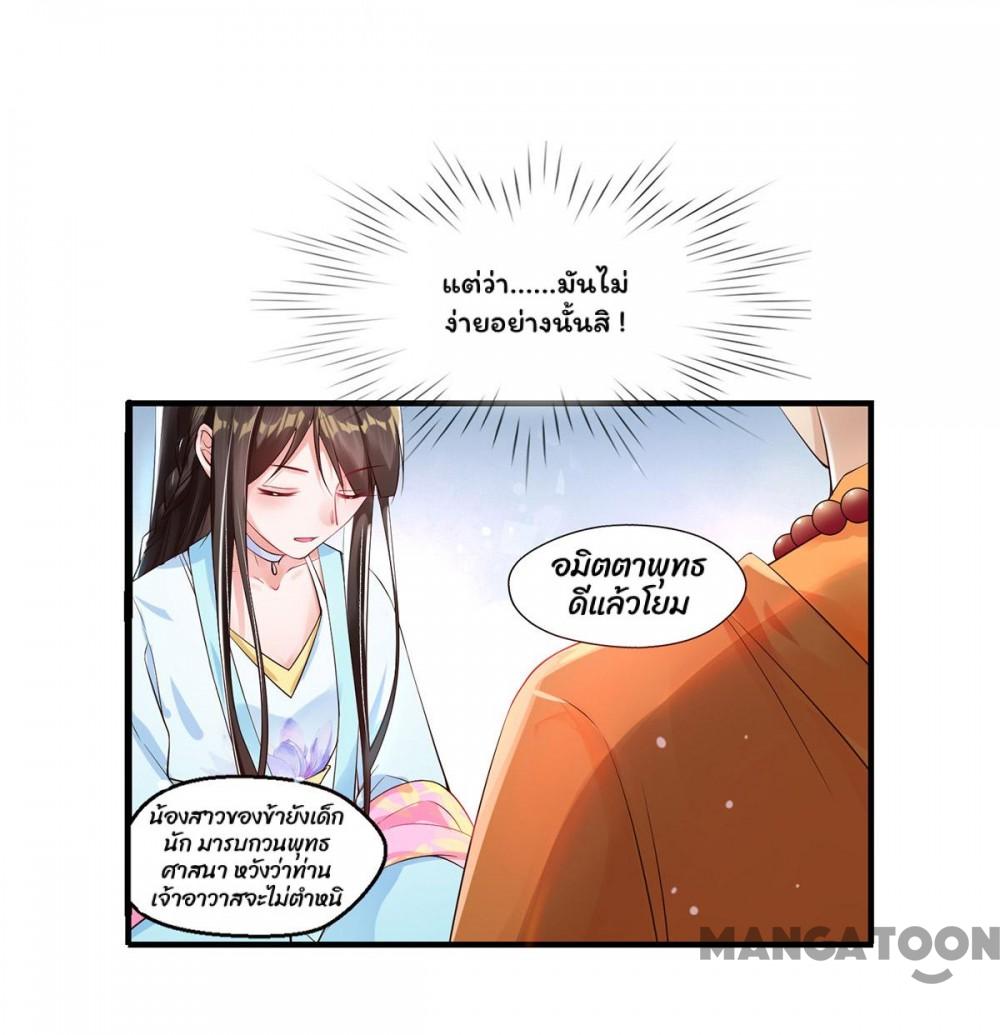 แต่ว่า......มันไม่
ง่ายอย่างนั้นสิ !
อมิตตาพุทธ
ดีแล้วโยม
น้องสาวของข้ายังเด็ก
นัก มารบกวนพุทธ
ศาสนา หวังว่าท่าน
เจ้าอาวาสจะไม่ตำหนิ
MANGATOON